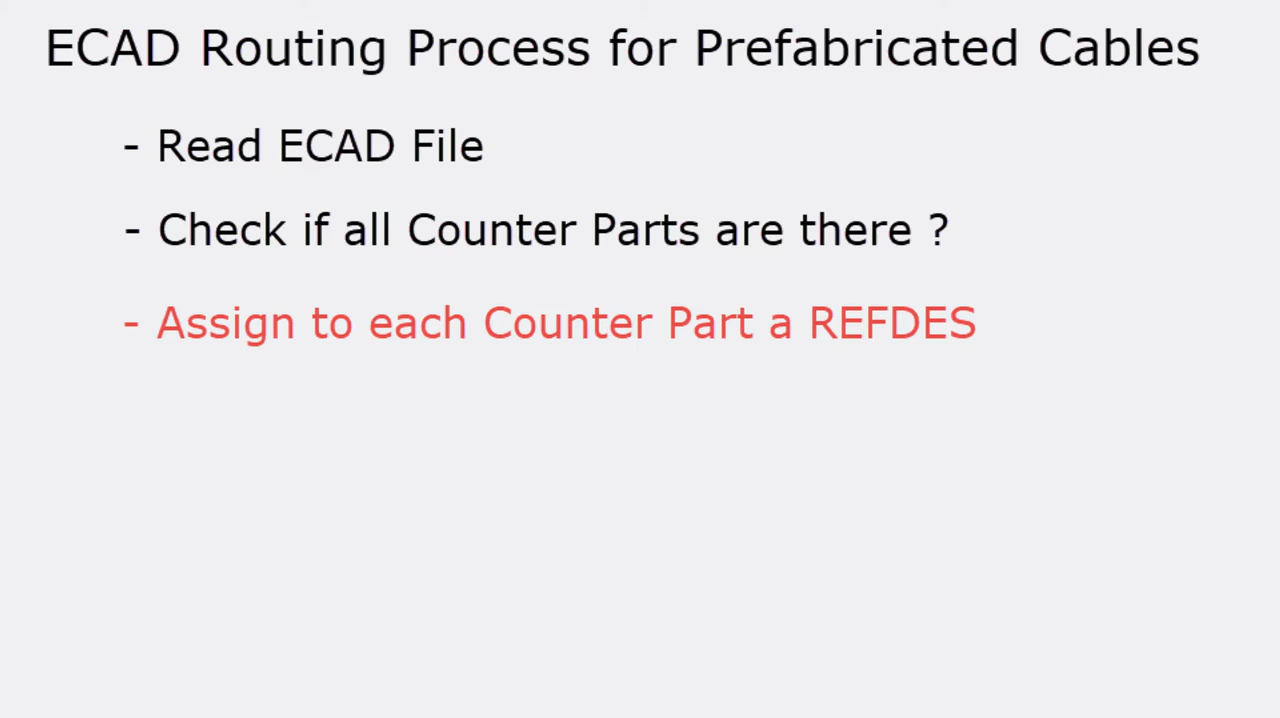 ECAD Routing Process for Prefabricated Cables
- Read ECAD File
- Check if all Counter Parts are there ?
- Assign to each Counter Part a REFDES